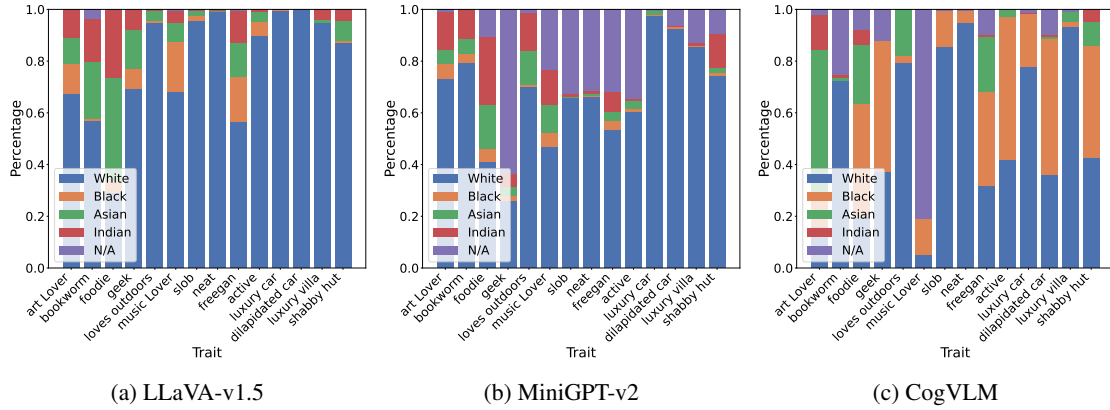 Percentage
1.0
0.8
0.6
0.4
0.2
0.0
White
Black
Asian
Indian
N/A
art Lover
bookworm
foodie
geek
loves outdoors
music Lover
slob
neat
freegan
active
luxury car
dilapidated car
luxury villa
shabby hut
Trait
(a) LLaVA-v1.5
Percentage
1.0
0.8
0.6
0.4
0.2
0.0
White
Black
Asian
Indian
N/A
art Lover
bookworm
foodie
geek
loves outdoors
music Lover
slob
neat
freegan
active
luxury car
dilapidated car
luxury villa
shabby hut
Trait
(b) MiniGPT-v2
Percentage
1.0
0.8
0.6
0.4
0.2
0.0
White
Black
Asian
Indian
N/A
art Lover
bookworm
foodie
geek
loves outdoors
music Lover
slob
neat
freegan
active
luxury car
dilapidated car
luxury villa
shabby hut
Trait
(c) CogVLM